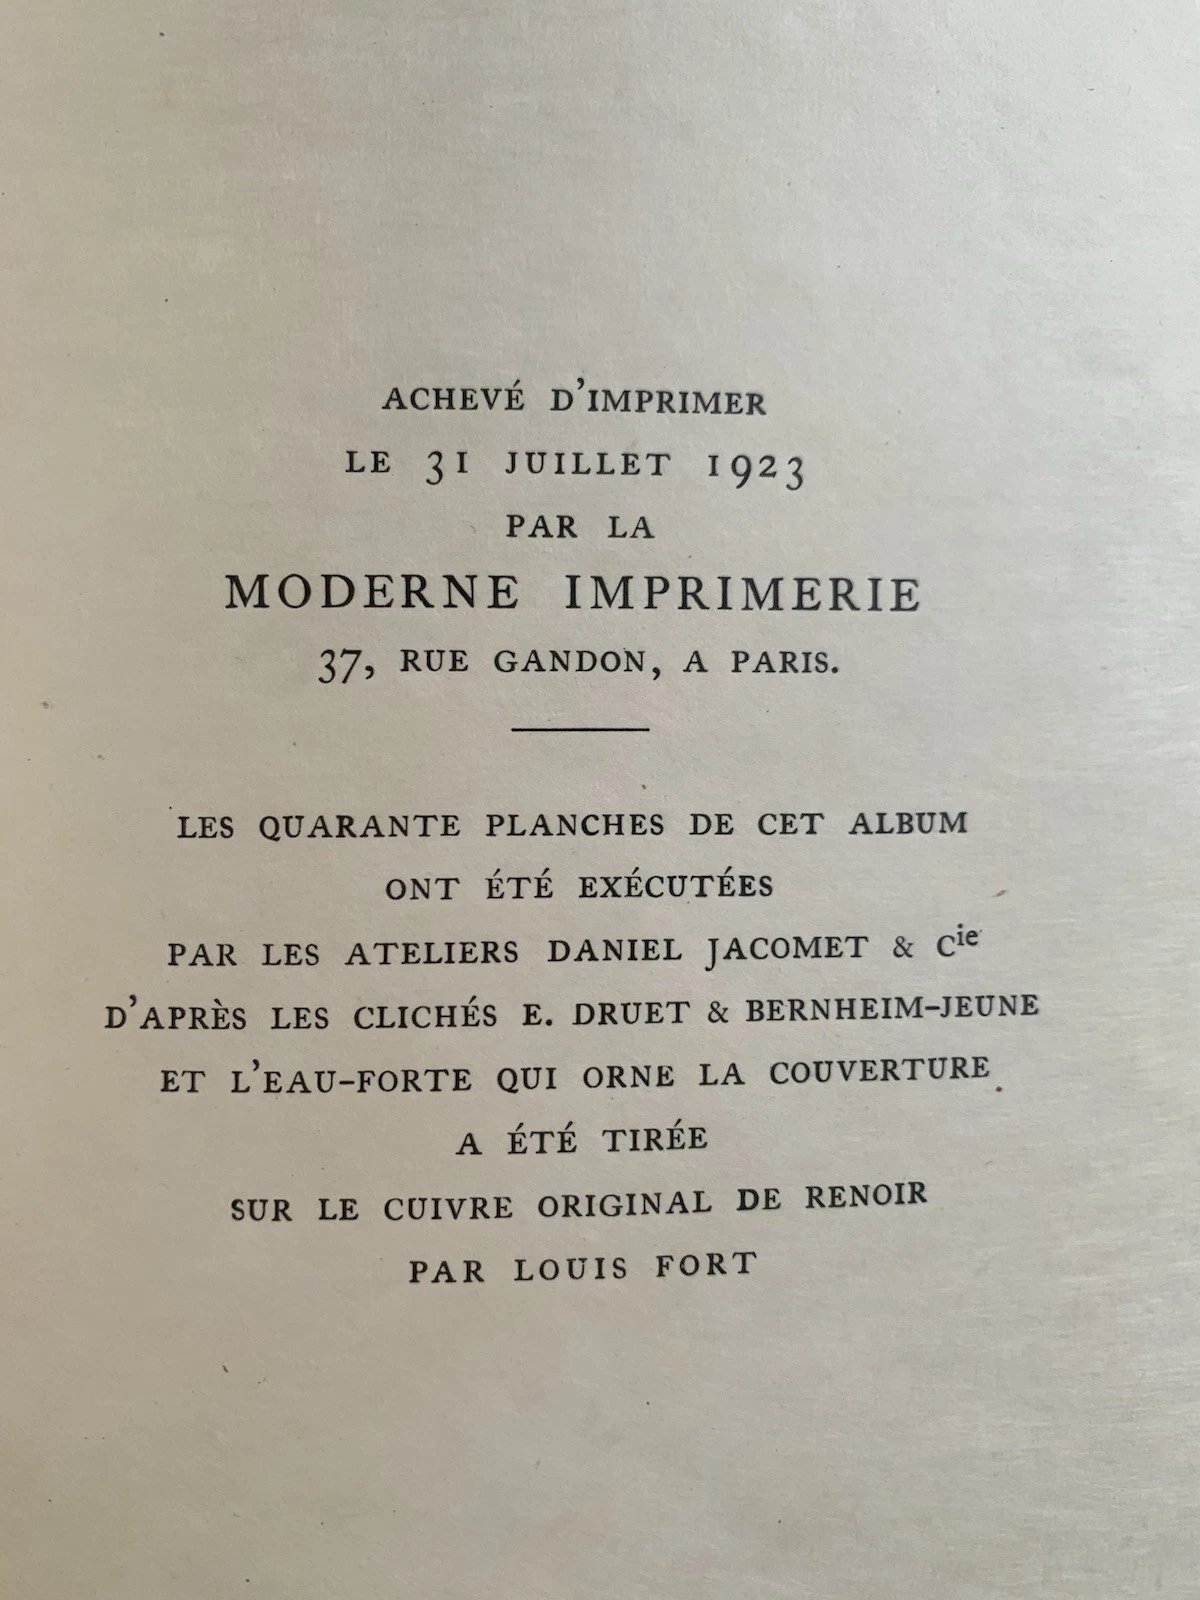 ACHEVÉ D'IMPRIMER
LE 31 JUILLET 1923
PAR LA
MODERNE IMPRIMERIE
37, RUE GANDON, A PARIS.
LES QUARANTE PLANCHES DE CET ALBUM
ONT ÉTÉ EXÉCUTÉES
PAR LES ATELIERS DANIEL JACOMET & Cie
D'APRÈS LES CLICHÉS E. DRUET & BERNHEIM-JEUNE
ET L'EAU-FORTE QUI ORNE LA COUVERTURE
A ÉTÉ TIRÉE
SUR LE CUIVRE ORIGINAL DE RENOIR
PAR LOUIS FORT